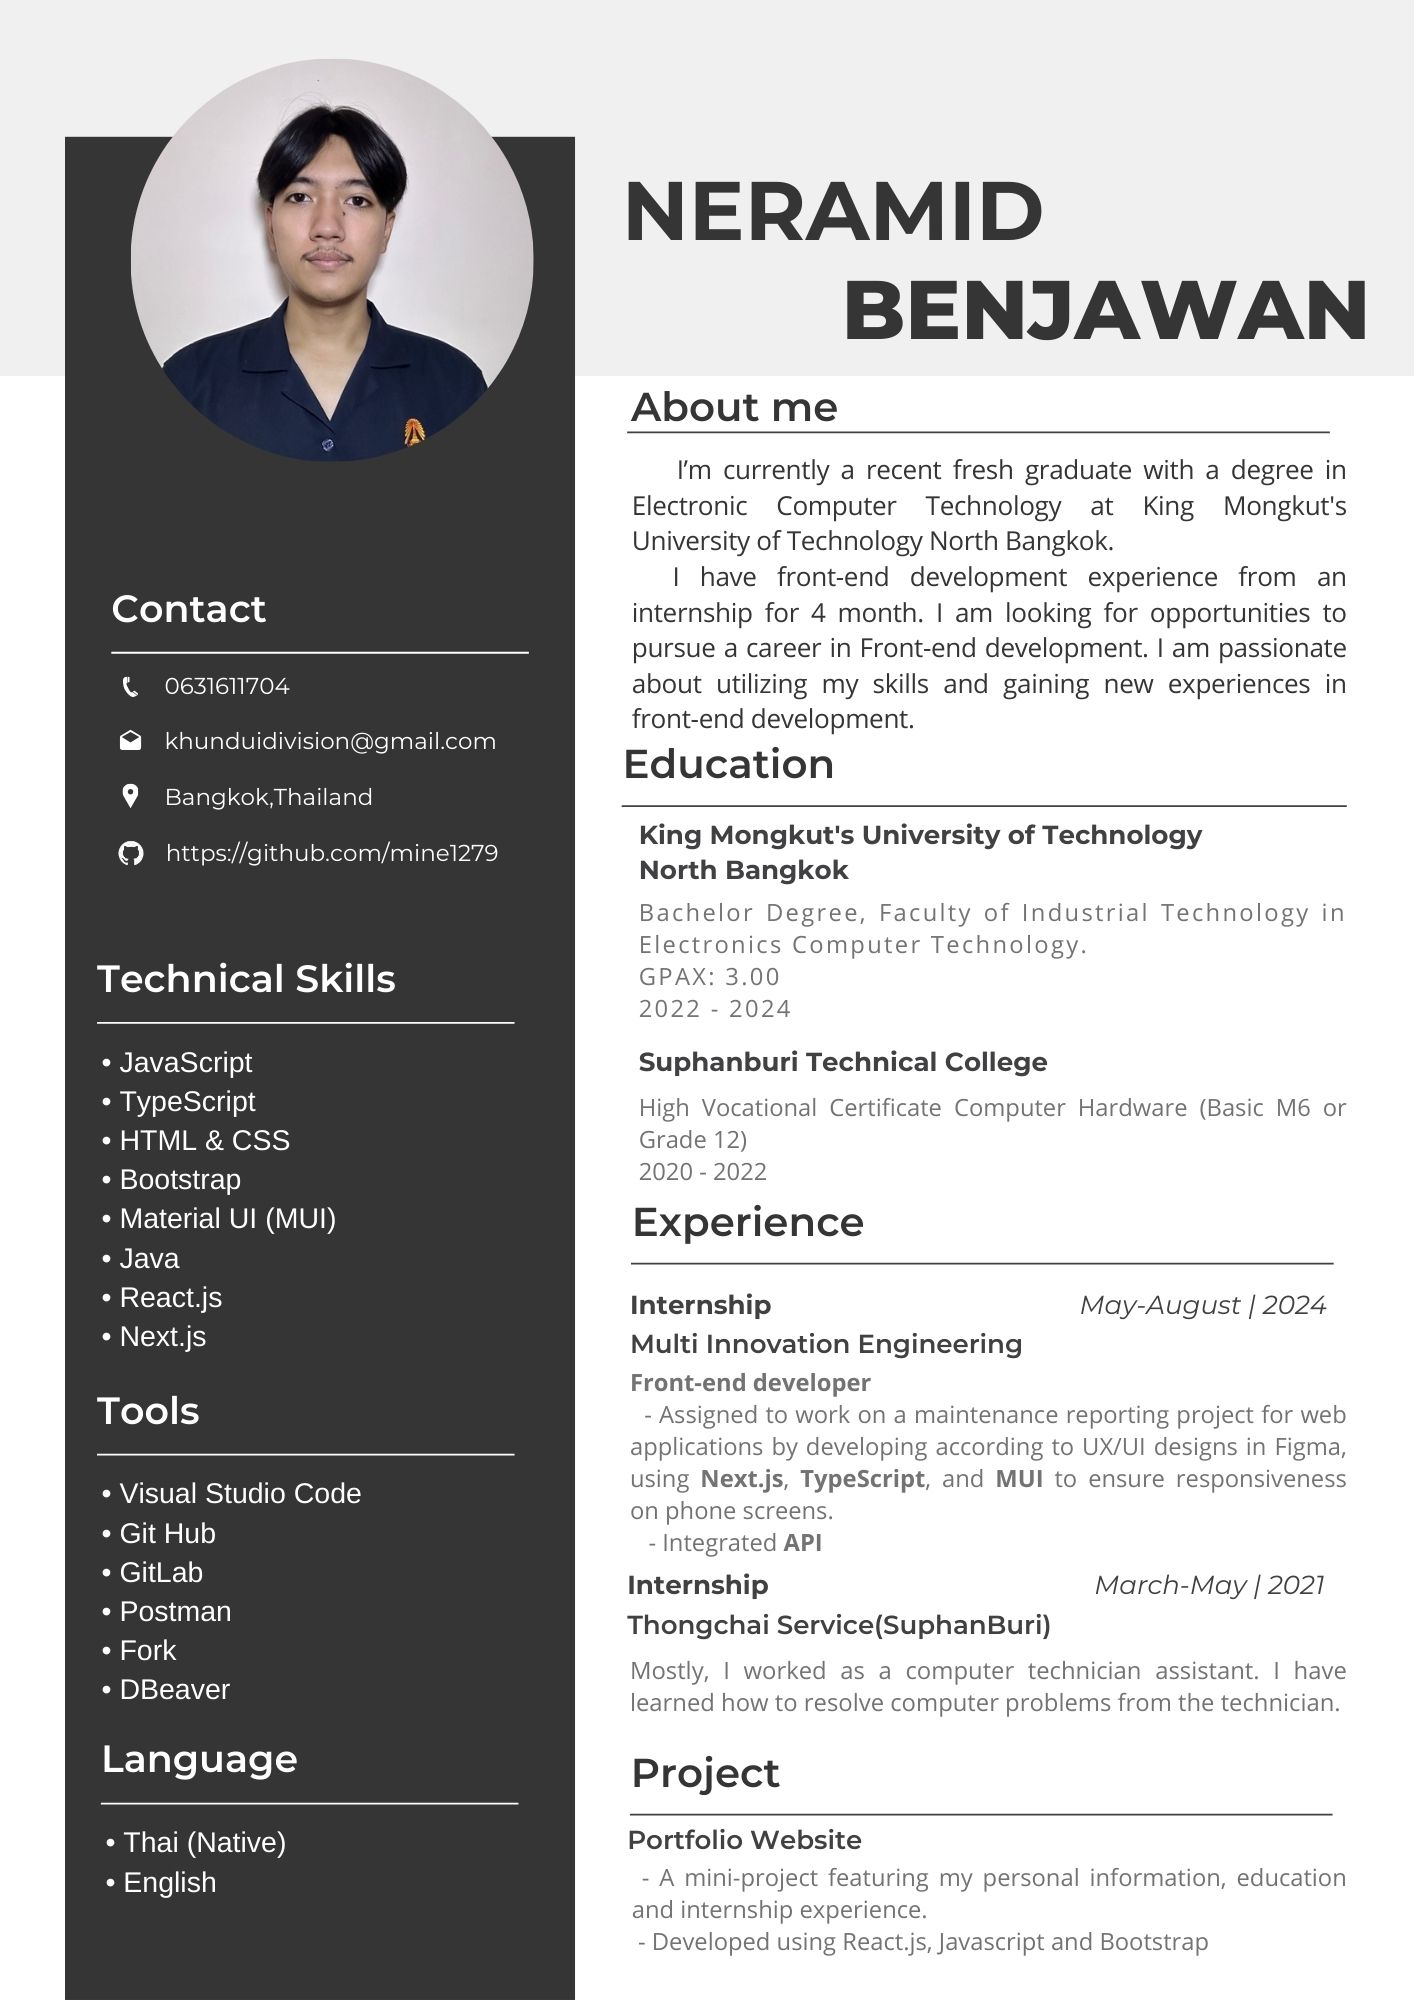 NERAMID
BENJAWAN
Contact
0631611704
khunduidivision@gmail.com
Bangkok,Thailand
https://github.com/mine1279
Technical Skills
• JavaScript
• TypeScript
• HTML & CSS
• Bootstrap
• Material UI (MUI)
• Java
• React.js
• Next.js
Tools
• Visual Studio Code
• Git Hub
• GitLab
• Postman
• Fork
• DBeaver
Language
• Thai (Native)
• English
About me
I’m currently a recent fresh graduate with a degree in
Electronic Computer Technology at King Mongkut's
University of Technology North Bangkok.
I have front-end development experience from an
internship for 4 month. I am looking for opportunities to
pursue a career in Front-end development. I am passionate
about utilizing my skills and gaining new experiences in
front-end development.
Education
King Mongkut's University of Technology
North Bangkok
Bachelor Degree, Faculty of Industrial Technology in
Electronics Computer Technology.
GPAX: 3.00
2022 - 2024
Suphanburi Technical College
High Vocational Certificate Computer Hardware (Basic M6 or
Grade 12)
2020 - 2022
Experience
Internship May-August | 2024
Multi Innovation Engineering
Front-end developer
- Assigned to work on a maintenance reporting project for web
applications by developing according to UX/UI designs in Figma,
using Next.js, TypeScript, and MUI to ensure responsiveness
on phone screens.
- Integrated API
Internship March-May | 2021
Thongchai Service(SuphanBuri)
Mostly, I worked as a computer technician assistant. I have
learned how to resolve computer problems from the technician.
Project
Portfolio Website
- A mini-project featuring my personal information, education
and internship experience.
- Developed using React.js, Javascript and Bootstrap